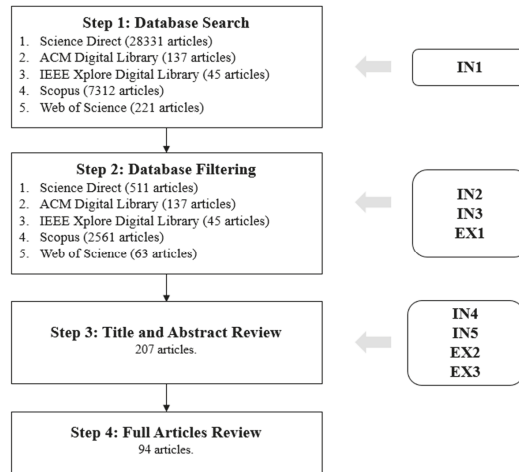 Step 1: Database Search
1. Science Direct (28331 articles)
2. ACM Digital Library (137 articles)
3. IEEE Xplore Digital Library (45 articles)
4. Scopus (7312 articles)
5. Web of Science (221 articles)
IN1
Step 2: Database Filtering
1. Science Direct (511 articles)
2. ACM Digital Library (137 articles)
3. IEEE Xplore Digital Library (45 articles)
4. Scopus (2561 articles)
5. Web of Science (63 articles)
IN2
IN3
EX1
Step 3: Title and Abstract Review
207 articles.
IN4
IN5
EX2
EX3
Step 4: Full Articles Review
94 articles.